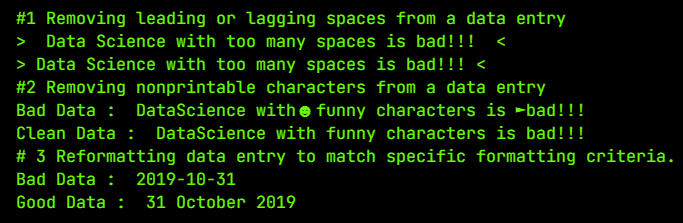 #1 Removing leading or lagging spaces from a data entry
>  Data Science with too many spaces is bad!!!  <
> Data Science with too many spaces is bad!!! <
#2 Removing nonprintable characters from a data entry
Bad Data :  DataScience with☻funny characters is ►bad!!!
Clean Data :  DataScience with funny characters is bad!!!
# 3 Reformatting data entry to match specific formatting criteria.
Bad Data :  2019-10-31
Good Data :  31 October 2019